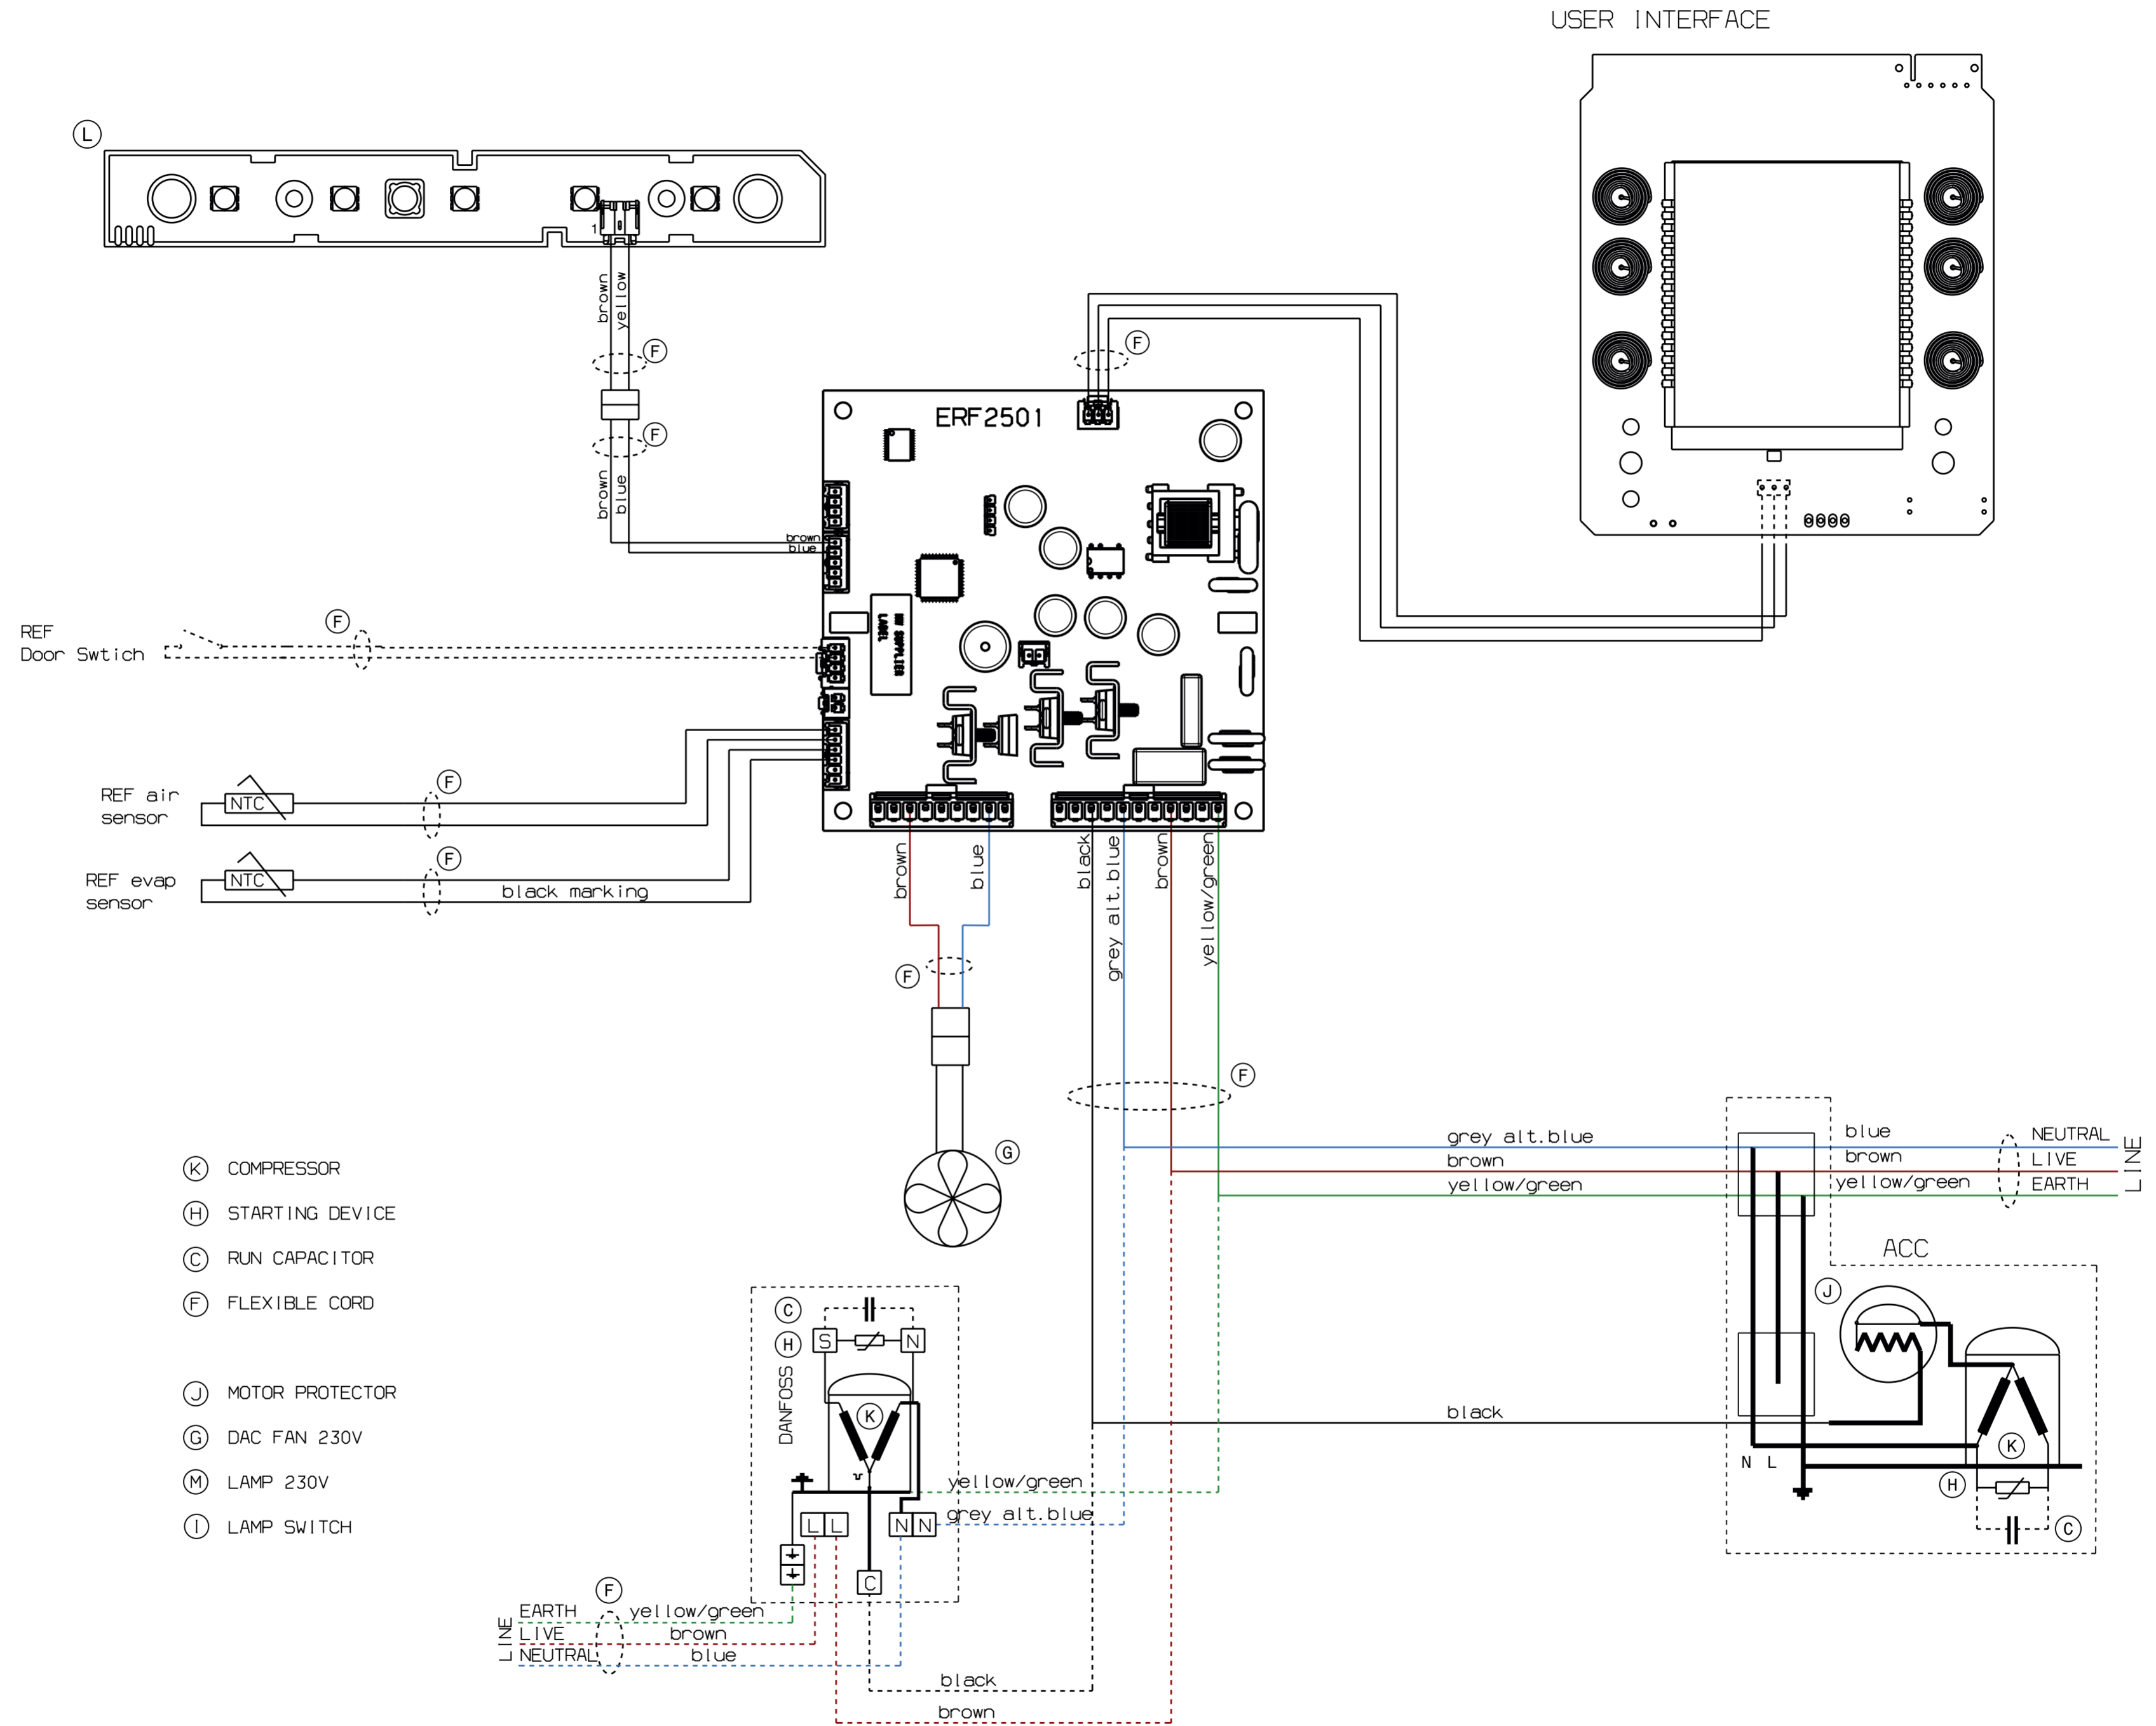 USER INTERFACE
L
1
brown
yellow
F
F
brown
blue
brown
blue
F
ERF2501
HW SUPPLIER
LABEL
REF
Door Swtich
F
REF air
sensor
NTC
F
REF evap
sensor
NTC
F
black marking
brown
blue
black
grey alt.blue
brown
yellow/green
F
F
G
K COMPRESSOR
H STARTING DEVICE
C RUN CAPACITOR
F FLEXIBLE CORD
J MOTOR PROTECTOR
G DAC FAN 230V
M LAMP 230V
I LAMP SWITCH
grey alt.blue
brown
yellow/green
blue
brown
yellow/green
NEUTRAL
LIVE
EARTH
LINE
ACC
J
K
H
C
N L
black
C
H
S
N
DANFOSS
K
yellow/green
grey alt.blue
L L
N N
C
F
LINE
EARTH yellow/green
LIVE brown
NEUTRAL blue
black
brown